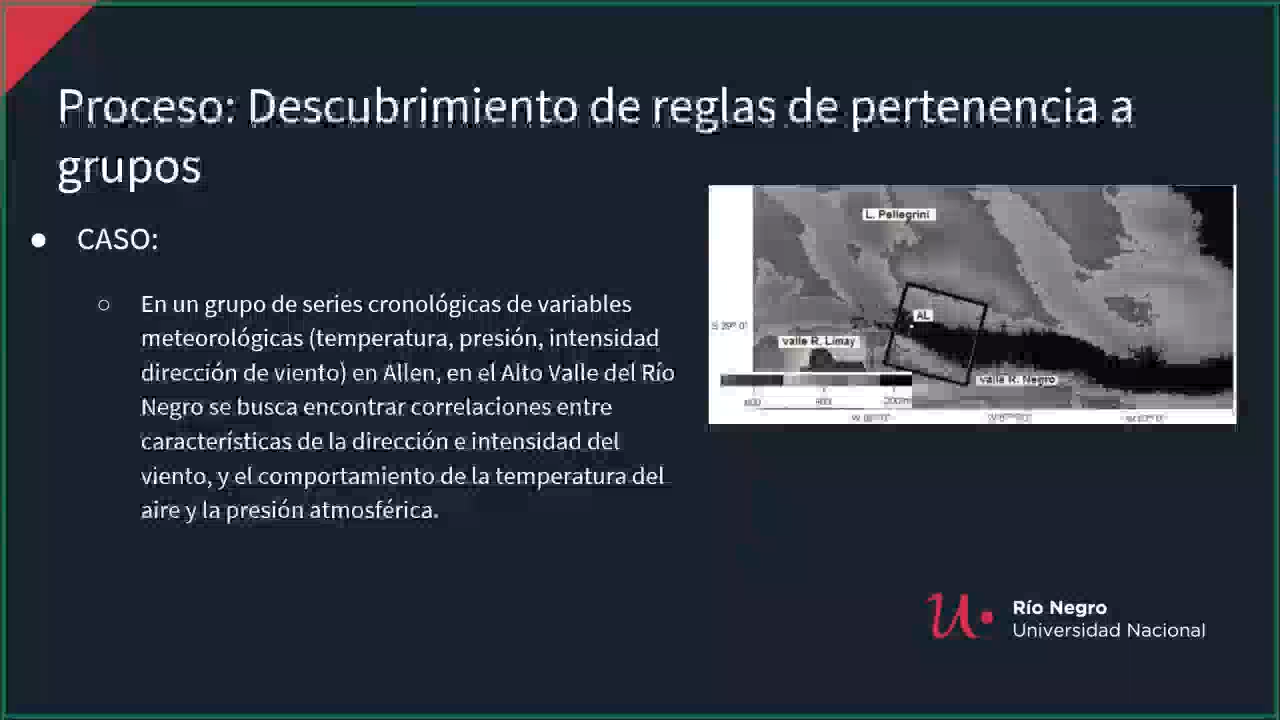 Proceso: Descubrimiento de reglas de pertenencia a
grupos
● CASO:
○ En un grupo de series cronológicas de variables
meteorológicas (temperatura, presión, intensidad
dirección de viento) en Allen, en el Alto Valle del Río
Negro se busca encontrar correlaciones entre
características de la dirección e intensidad del
viento, y el comportamiento de la temperatura del
aire y la presión atmosférica.
L. Pellegrini
AL
valle R. Limay
valle R. Negro
Río Negro
Universidad Nacional